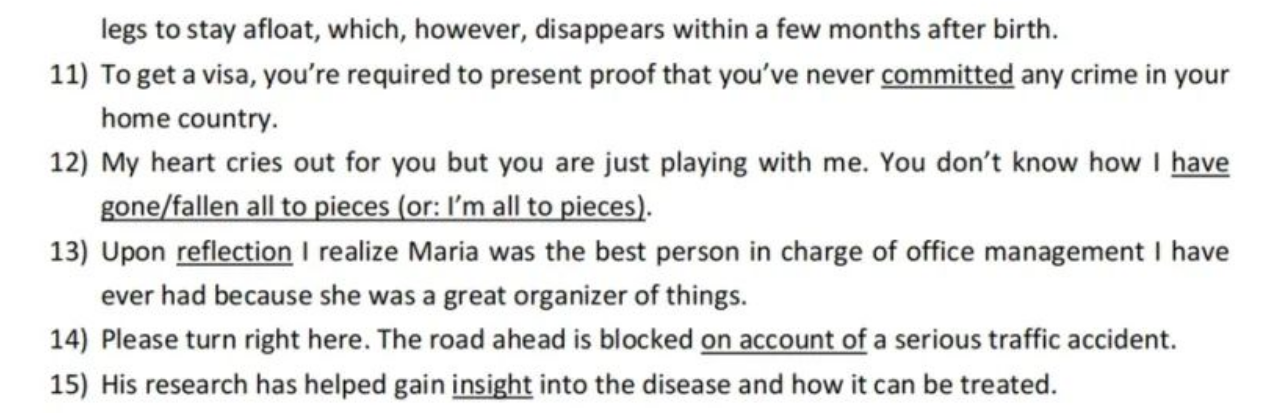 legs to stay afloat, which, however, disappears within a few months after birth.
11) To get a visa, you’re required to present proof that you’ve never committed any crime in your
home country.
12) My heart cries out for you but you are just playing with me. You don’t know how I have
gone/fallen all to pieces (or: I’m all to pieces).
13) Upon reflection I realize Maria was the best person in charge of office management I have
ever had because she was a great organizer of things.
14) Please turn right here. The road ahead is blocked on account of a serious traffic accident.
15) His research has helped gain insight into the disease and how it can be treated.